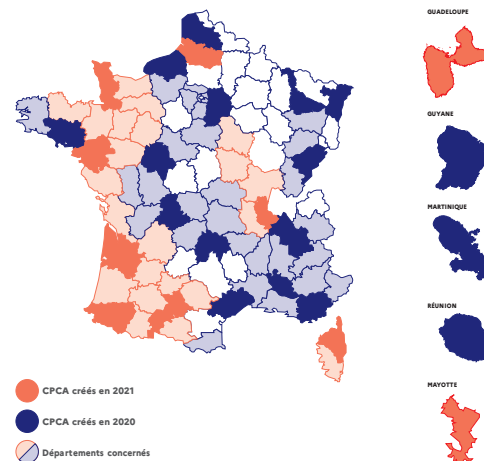 GUADELOUPE
GUYANE
MARTINIQUE
RÉUNION
MAYOTTE
CPCA créés en 2021
CPCA créés en 2020
Départements concernés